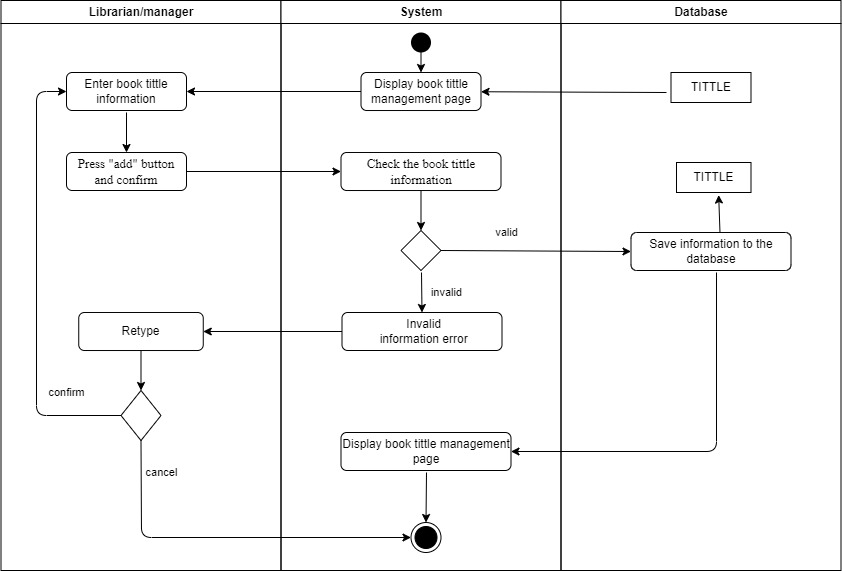 Librarian/manager
System
Database
Enter book tittle
information
Display book tittle
management page
TITTLE
Press "add" button
and confirm
Check the book tittle
information
TITTLE
valid
Save information to the
database
invalid
Retype
Invalid
information error
confirm
Display book tittle management
page
cancel